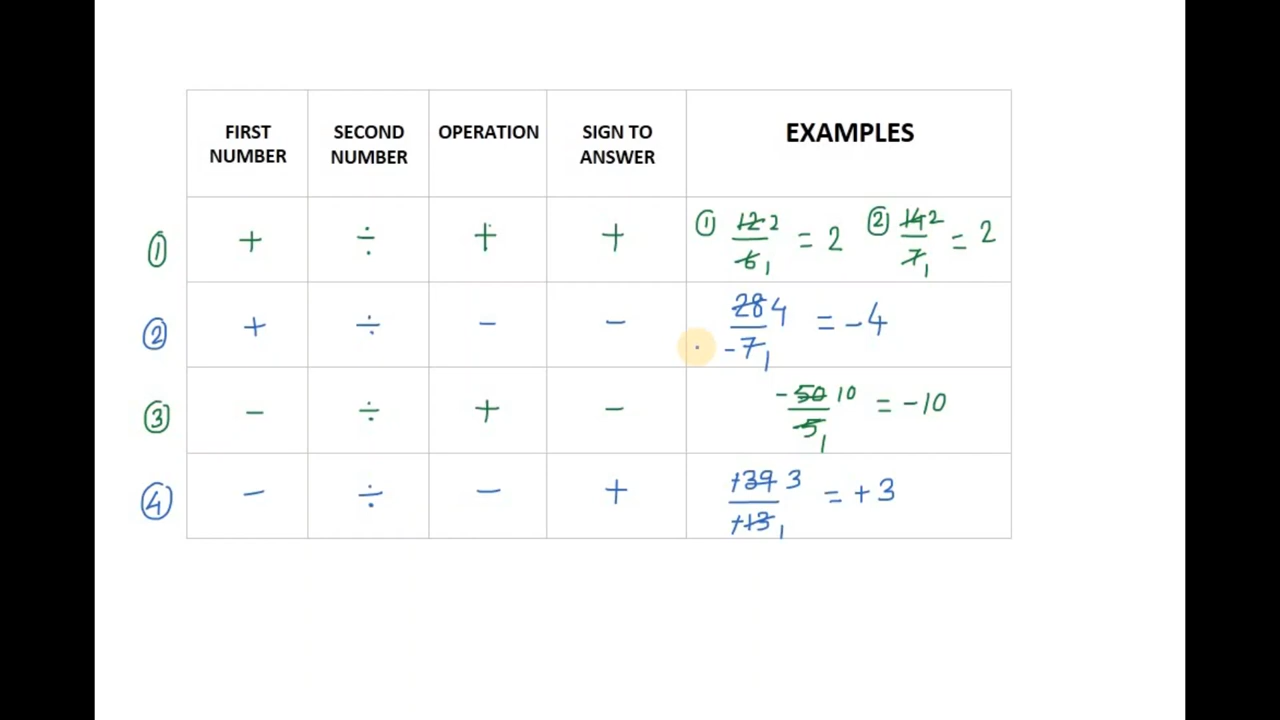 FIRST NUMBER SECOND NUMBER OPERATION SIGN TO ANSWER EXAMPLES
① + ÷ + + ① 12 2 / 6 1 = 2 ② 14 2 / 7 1 = 2
② + ÷ - - 28 4 / -7 1 = -4
③ - ÷ + - -50 10 / 5 1 = -10
④ - ÷ - + +39 3 / +13 1 = +3